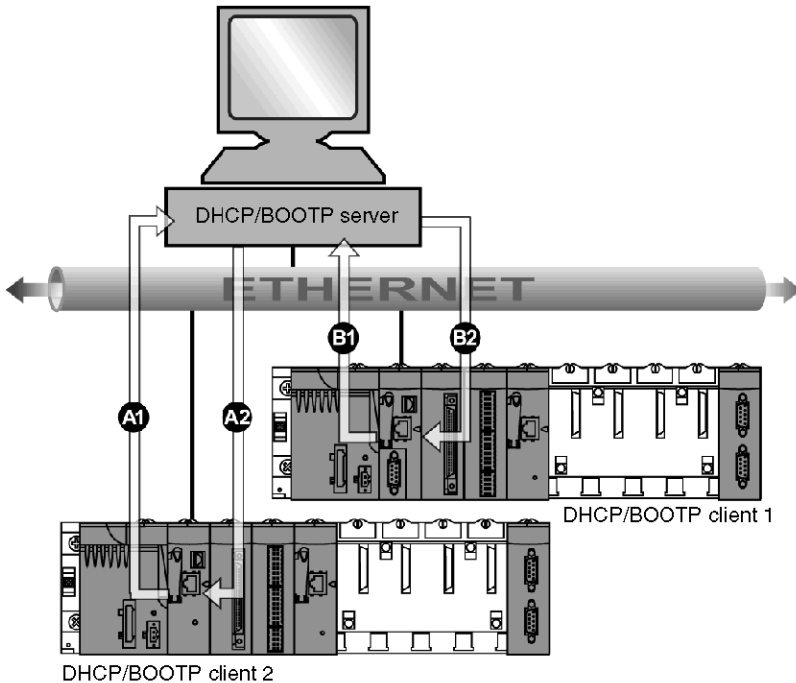 DHCP/BOOTP server
ETHERNET
B1
B2
A1
A2
DHCP/BOOTP client 1
DHCP/BOOTP client 2